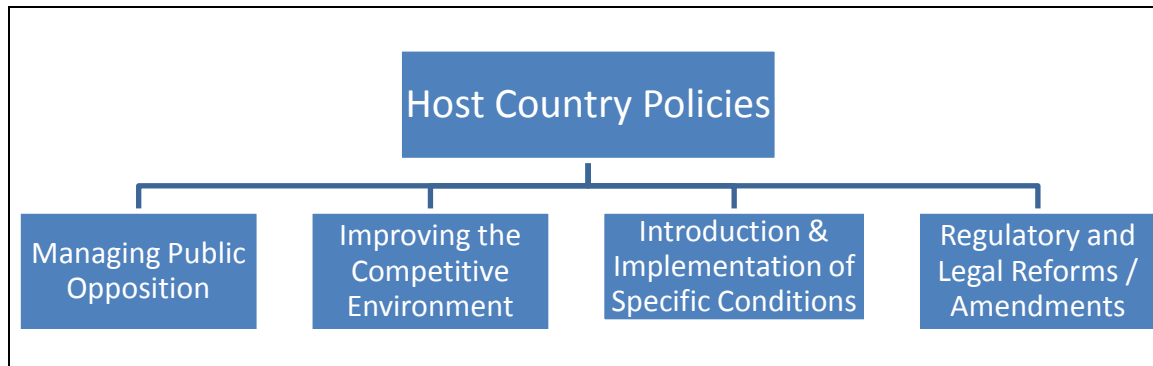 Host Country Policies
Managing Public
Opposition
Improving the
Competitive
Environment
Introduction &
Implementation of
Specific Conditions
Regulatory and
Legal Reforms /
Amendments